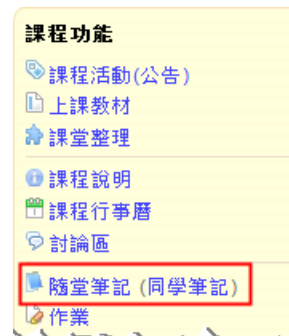 課程功能
課程活動(公告)
上課教材
課堂整理
課程說明
課程行事曆
討論區
隨堂筆記 (同學筆記)
作業